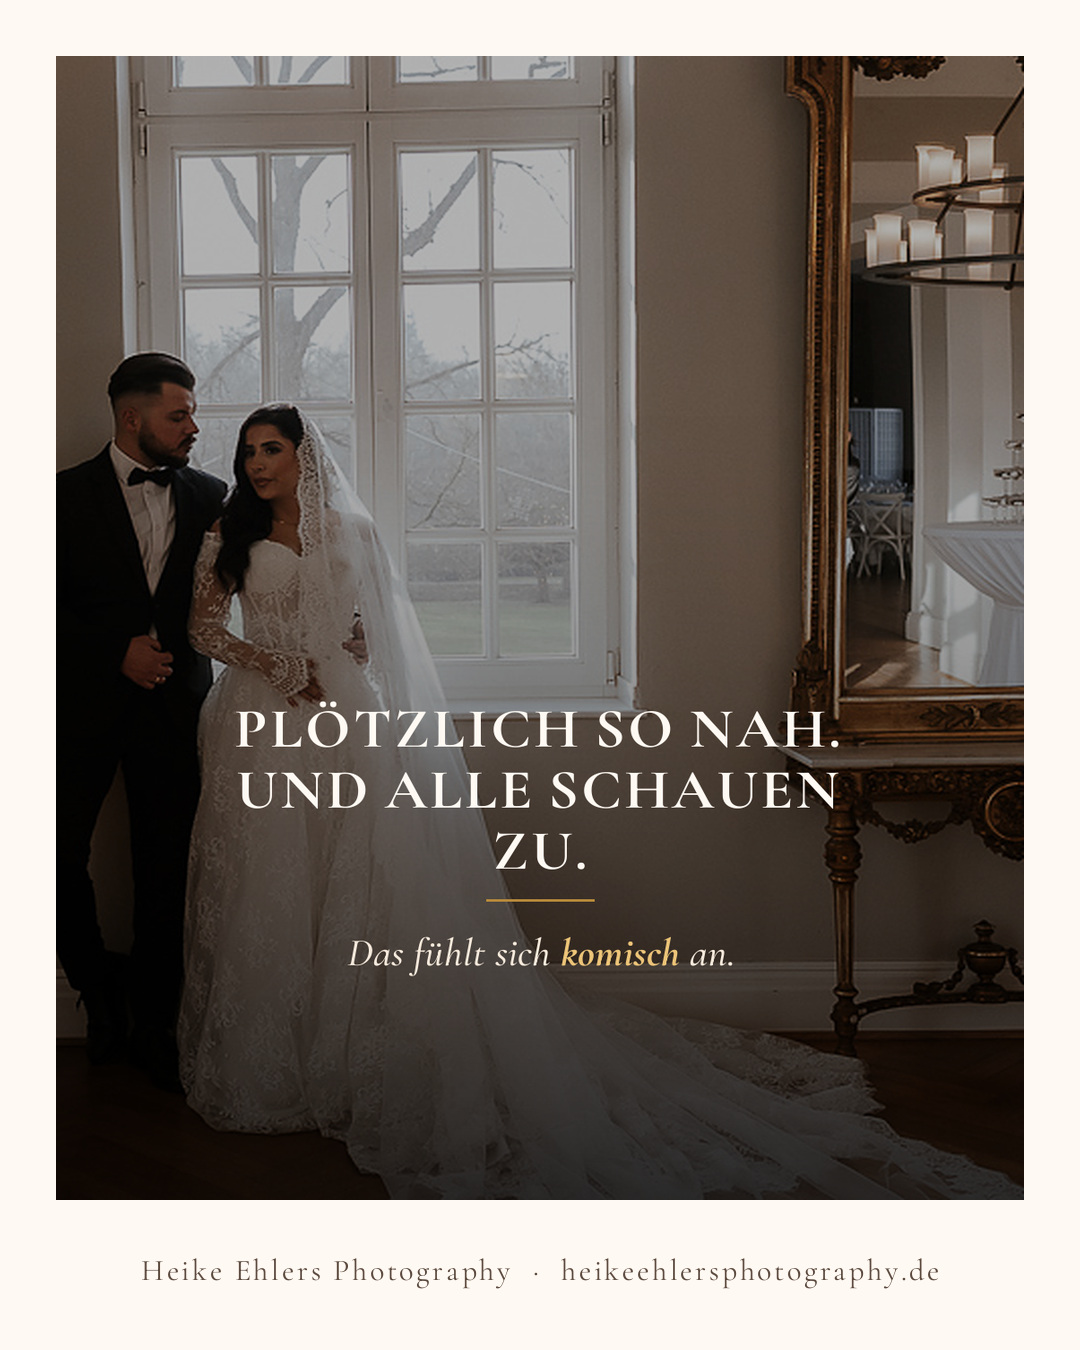 PLÖTZLICH SO NAH.
UND ALLE SCHAUEN
ZU.
Das fühlt sich komisch an.
Heike Ehlers Photography · heikeehlersphotography.de